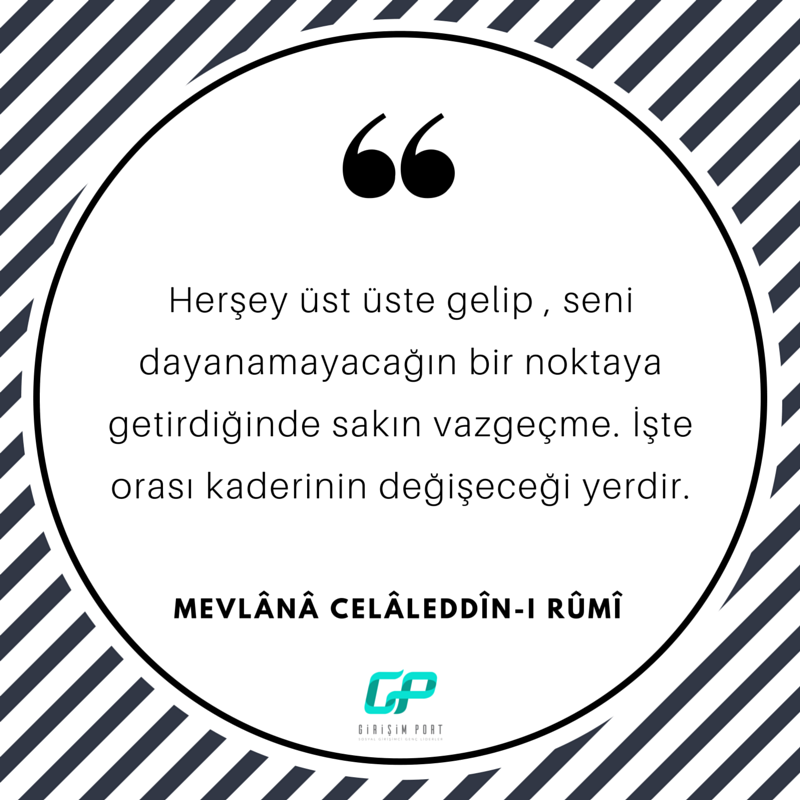 ❝
Herşey üst üste gelip , seni
dayanamayacağın bir noktaya
getirdiğinde sakın vazgeçme. İşte
orası kaderinin değişeceği yerdir.
MEVLÂNÂ CELÂLEDDÎN-I RÛMÎ
GP
GİRİŞİM PORT